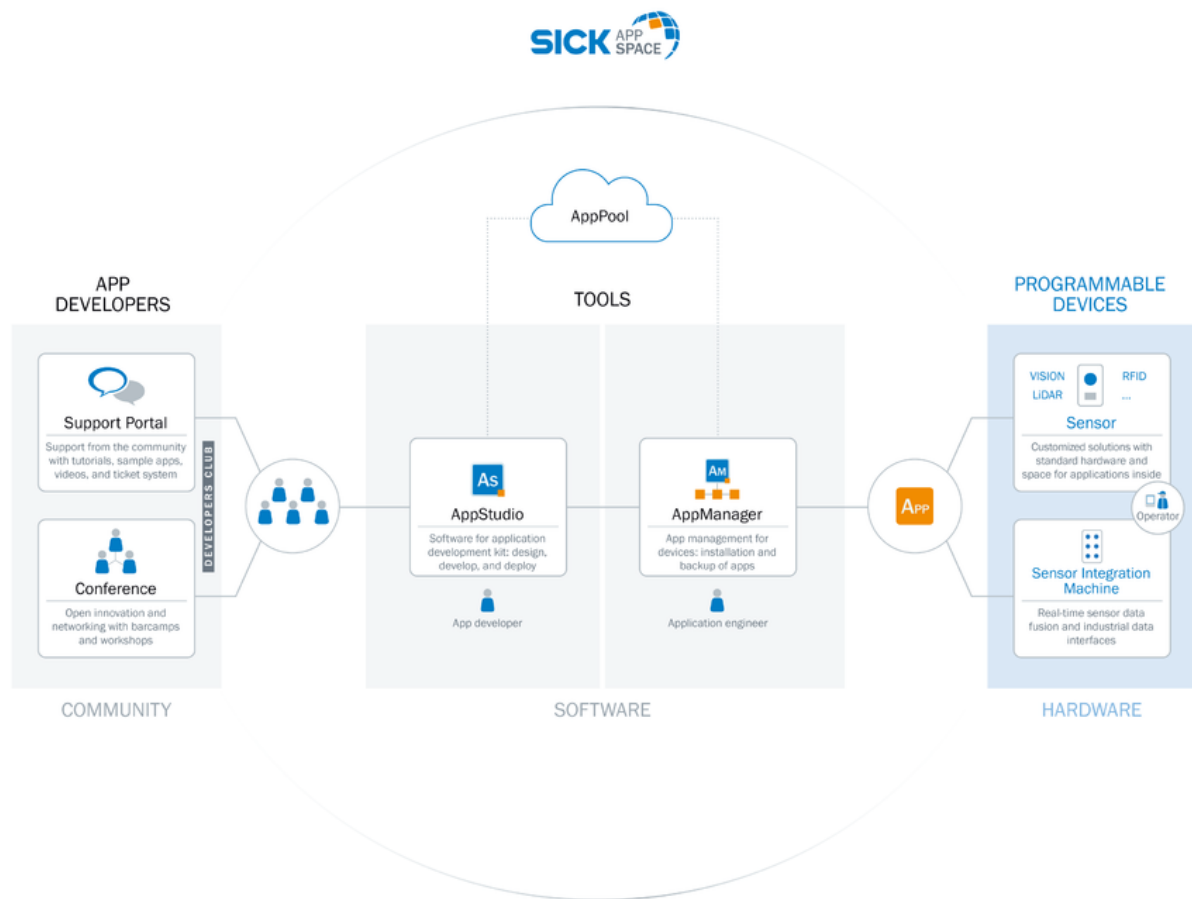 SICK APP
SPACE
AppPool
APP
DEVELOPERS
TOOLS
PROGRAMMABLE
DEVICES
Support Portal
Support from the community
with tutorials, sample apps,
videos, and ticket system
Conference
Open innovation and
networking with barcamps
and workshops
DEVELOPERS CLUB
As
AppStudio
Software for application
development kit: design,
develop, and deploy
App developer
AM
AppManager
App management for
devices: installation and
backup of apps
Application engineer
APP
VISION
RFID
LiDAR
...
Sensor
Customized solutions with
standard hardware and
space for applications inside
Operator
Sensor Integration
Machine
Real-time sensor data
fusion and industrial data
interfaces
COMMUNITY
SOFTWARE
HARDWARE